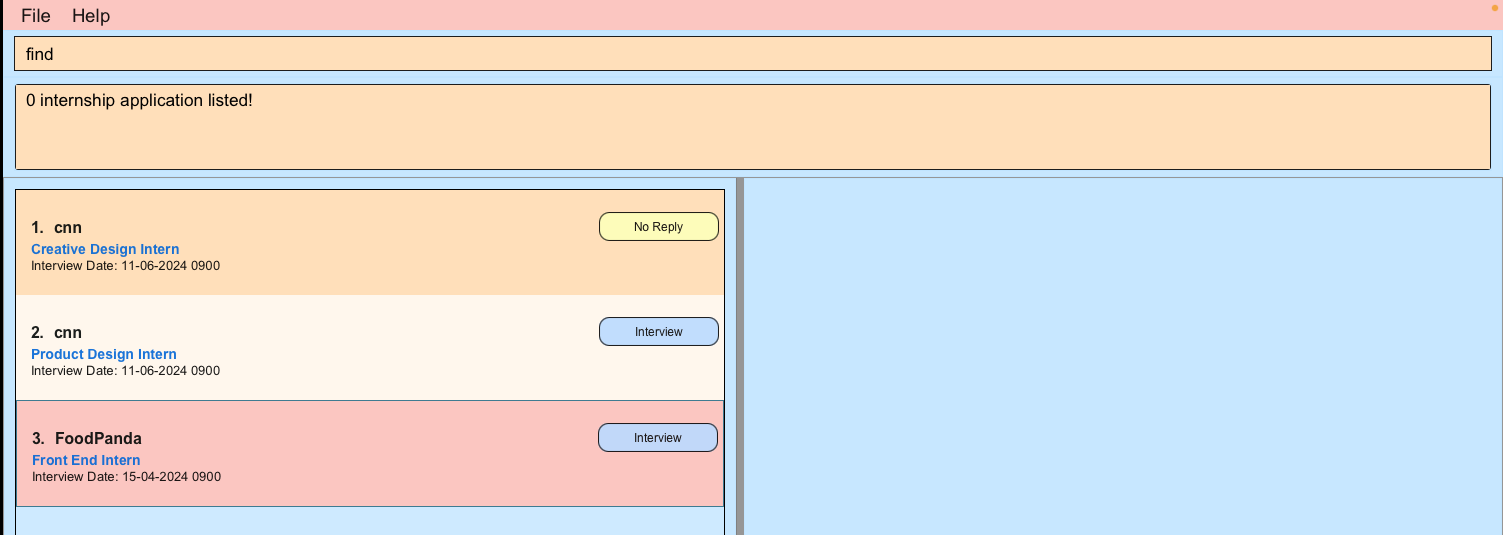 File Help
find
0 internship application listed!
1. cnn No Reply
Creative Design Intern
Interview Date: 11-06-2024 0900
2. cnn Interview
Product Design Intern
Interview Date: 11-06-2024 0900
3. FoodPanda Interview
Front End Intern
Interview Date: 15-04-2024 0900